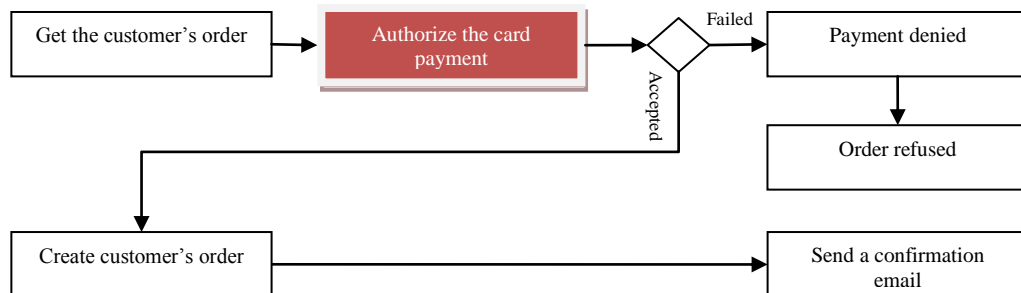 Get the customer’s order
Authorize the card
payment
Failed
Payment denied
Accepted
Order refused
Create customer’s order
Send a confirmation
email